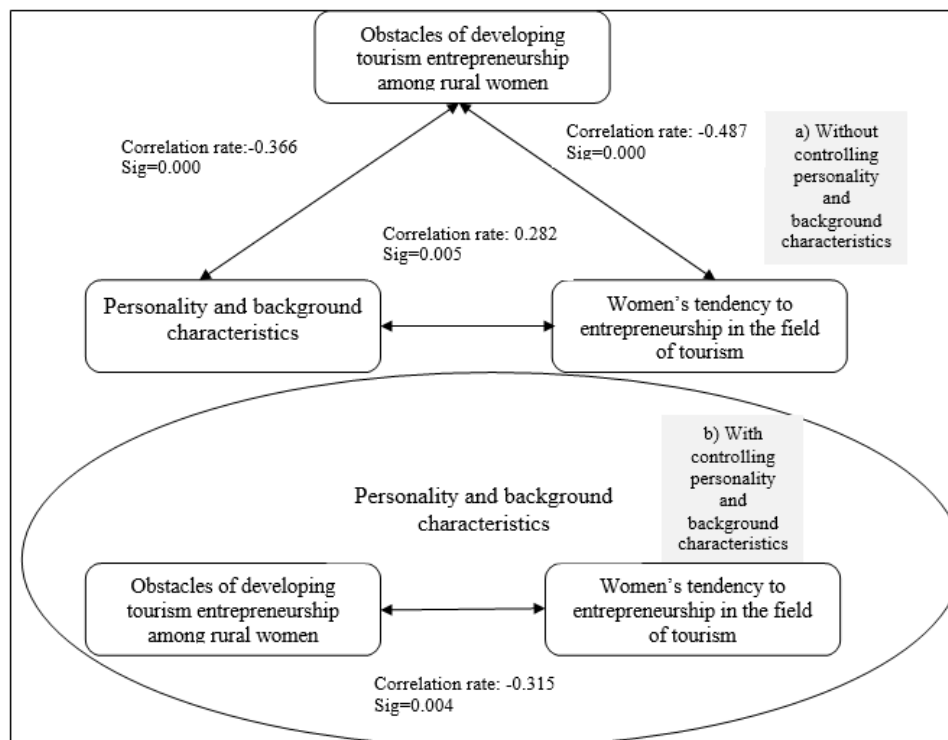 Obstacles of developing
tourism entrepreneurship
among rural women
Correlation rate:-0.366
Sig=0.000
Correlation rate: -0.487
Sig=0.000
a) Without
controlling
personality
and
background
characteristics
Correlation rate: 0.282
Sig=0.005
Personality and background
characteristics
Women's tendency to
entrepreneurship in the field
of tourism
b) With
controlling
personality
and
background
characteristics
Personality and background
characteristics
Obstacles of developing
tourism entrepreneurship
among rural women
Women's tendency to
entrepreneurship in the field
of tourism
Correlation rate: -0.315
Sig=0.004